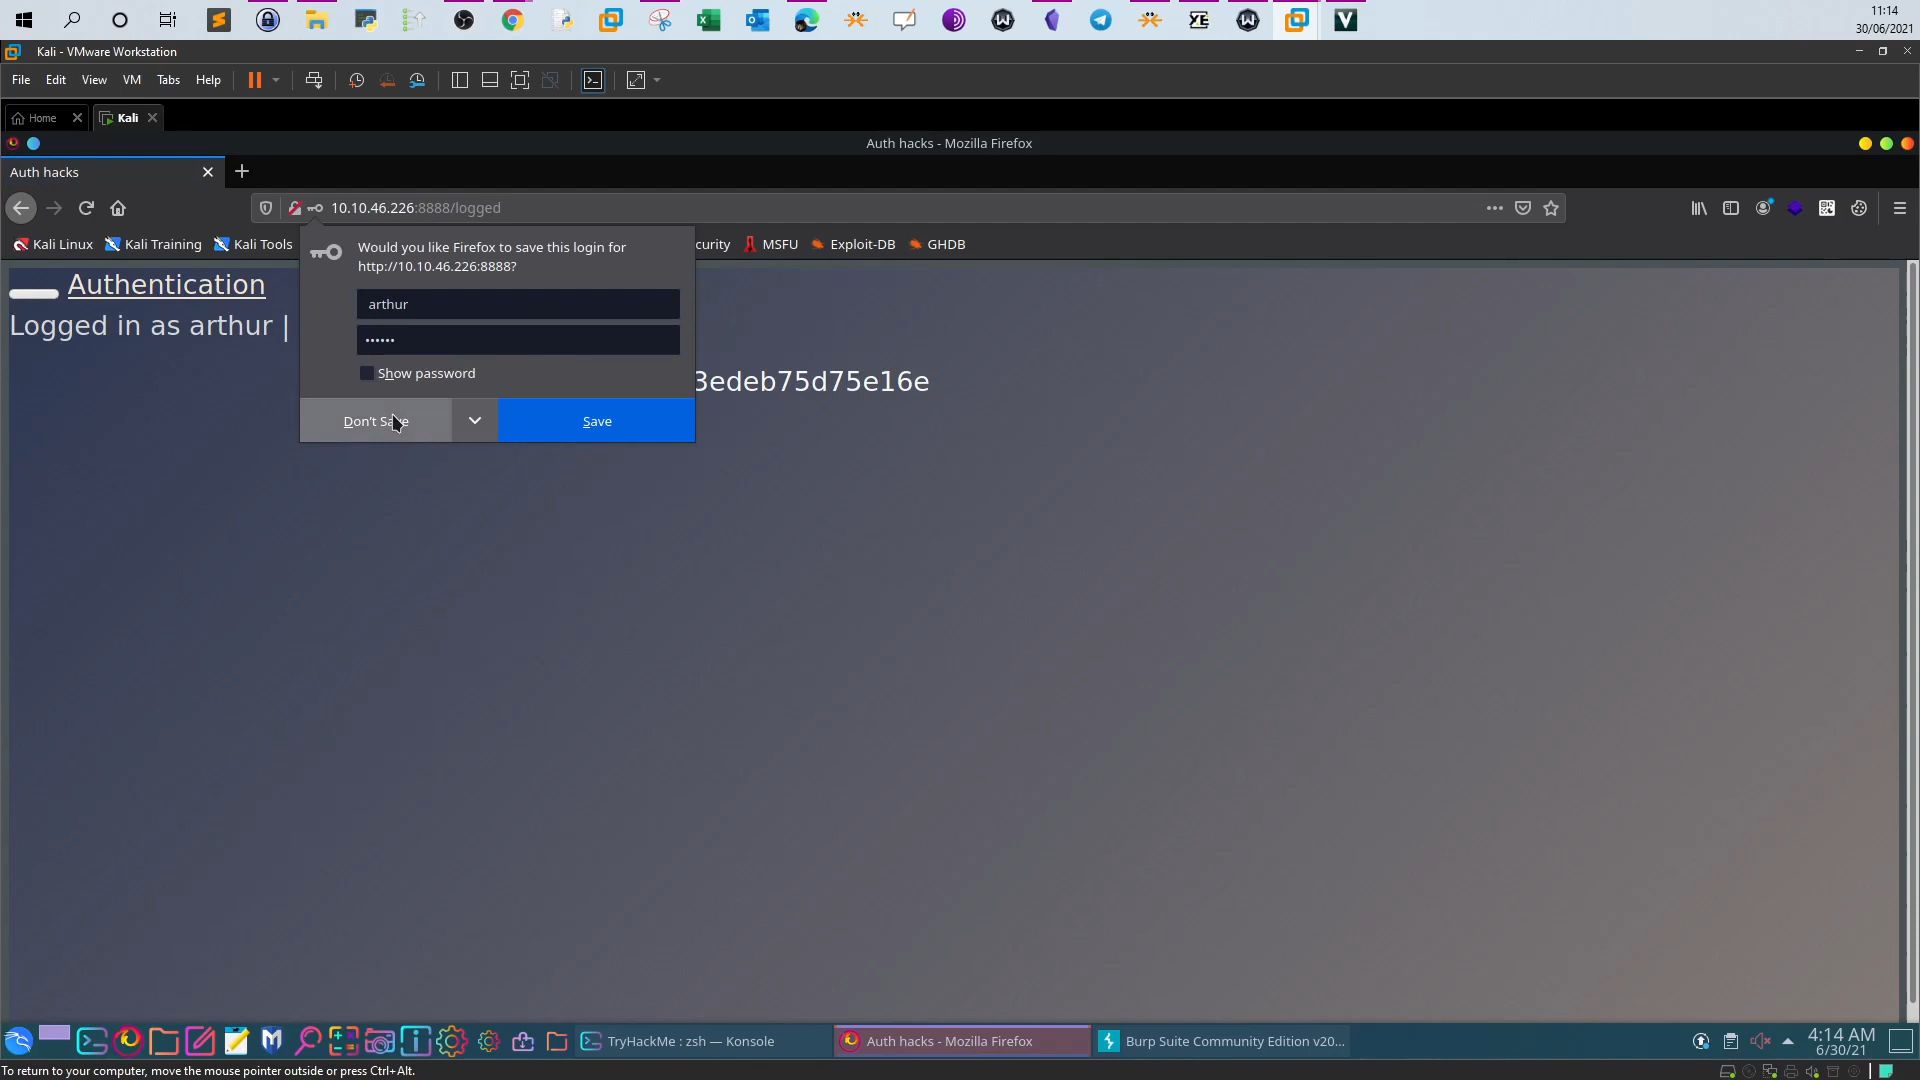 11:14
30/06/2021
Kali - VMware Workstation
File Edit View VM Tabs Help
Home Kali
Auth hacks - Mozilla Firefox
Auth hacks
10.10.46.226:8888/logged
Kali Linux Kali Training Kali Tools curity MSFU Exploit-DB GHDB
Would you like Firefox to save this login for
http://10.10.46.226:8888?
Authentication
arthur
Logged in as arthur |
••••••
Show password
3edeb75d75e16e
Don't Save Save
TryHackMe : zsh — Konsole Auth hacks - Mozilla Firefox Burp Suite Community Edition v20...
4:14 AM
6/30/21
To return to your computer, move the mouse pointer outside or press Ctrl+Alt.